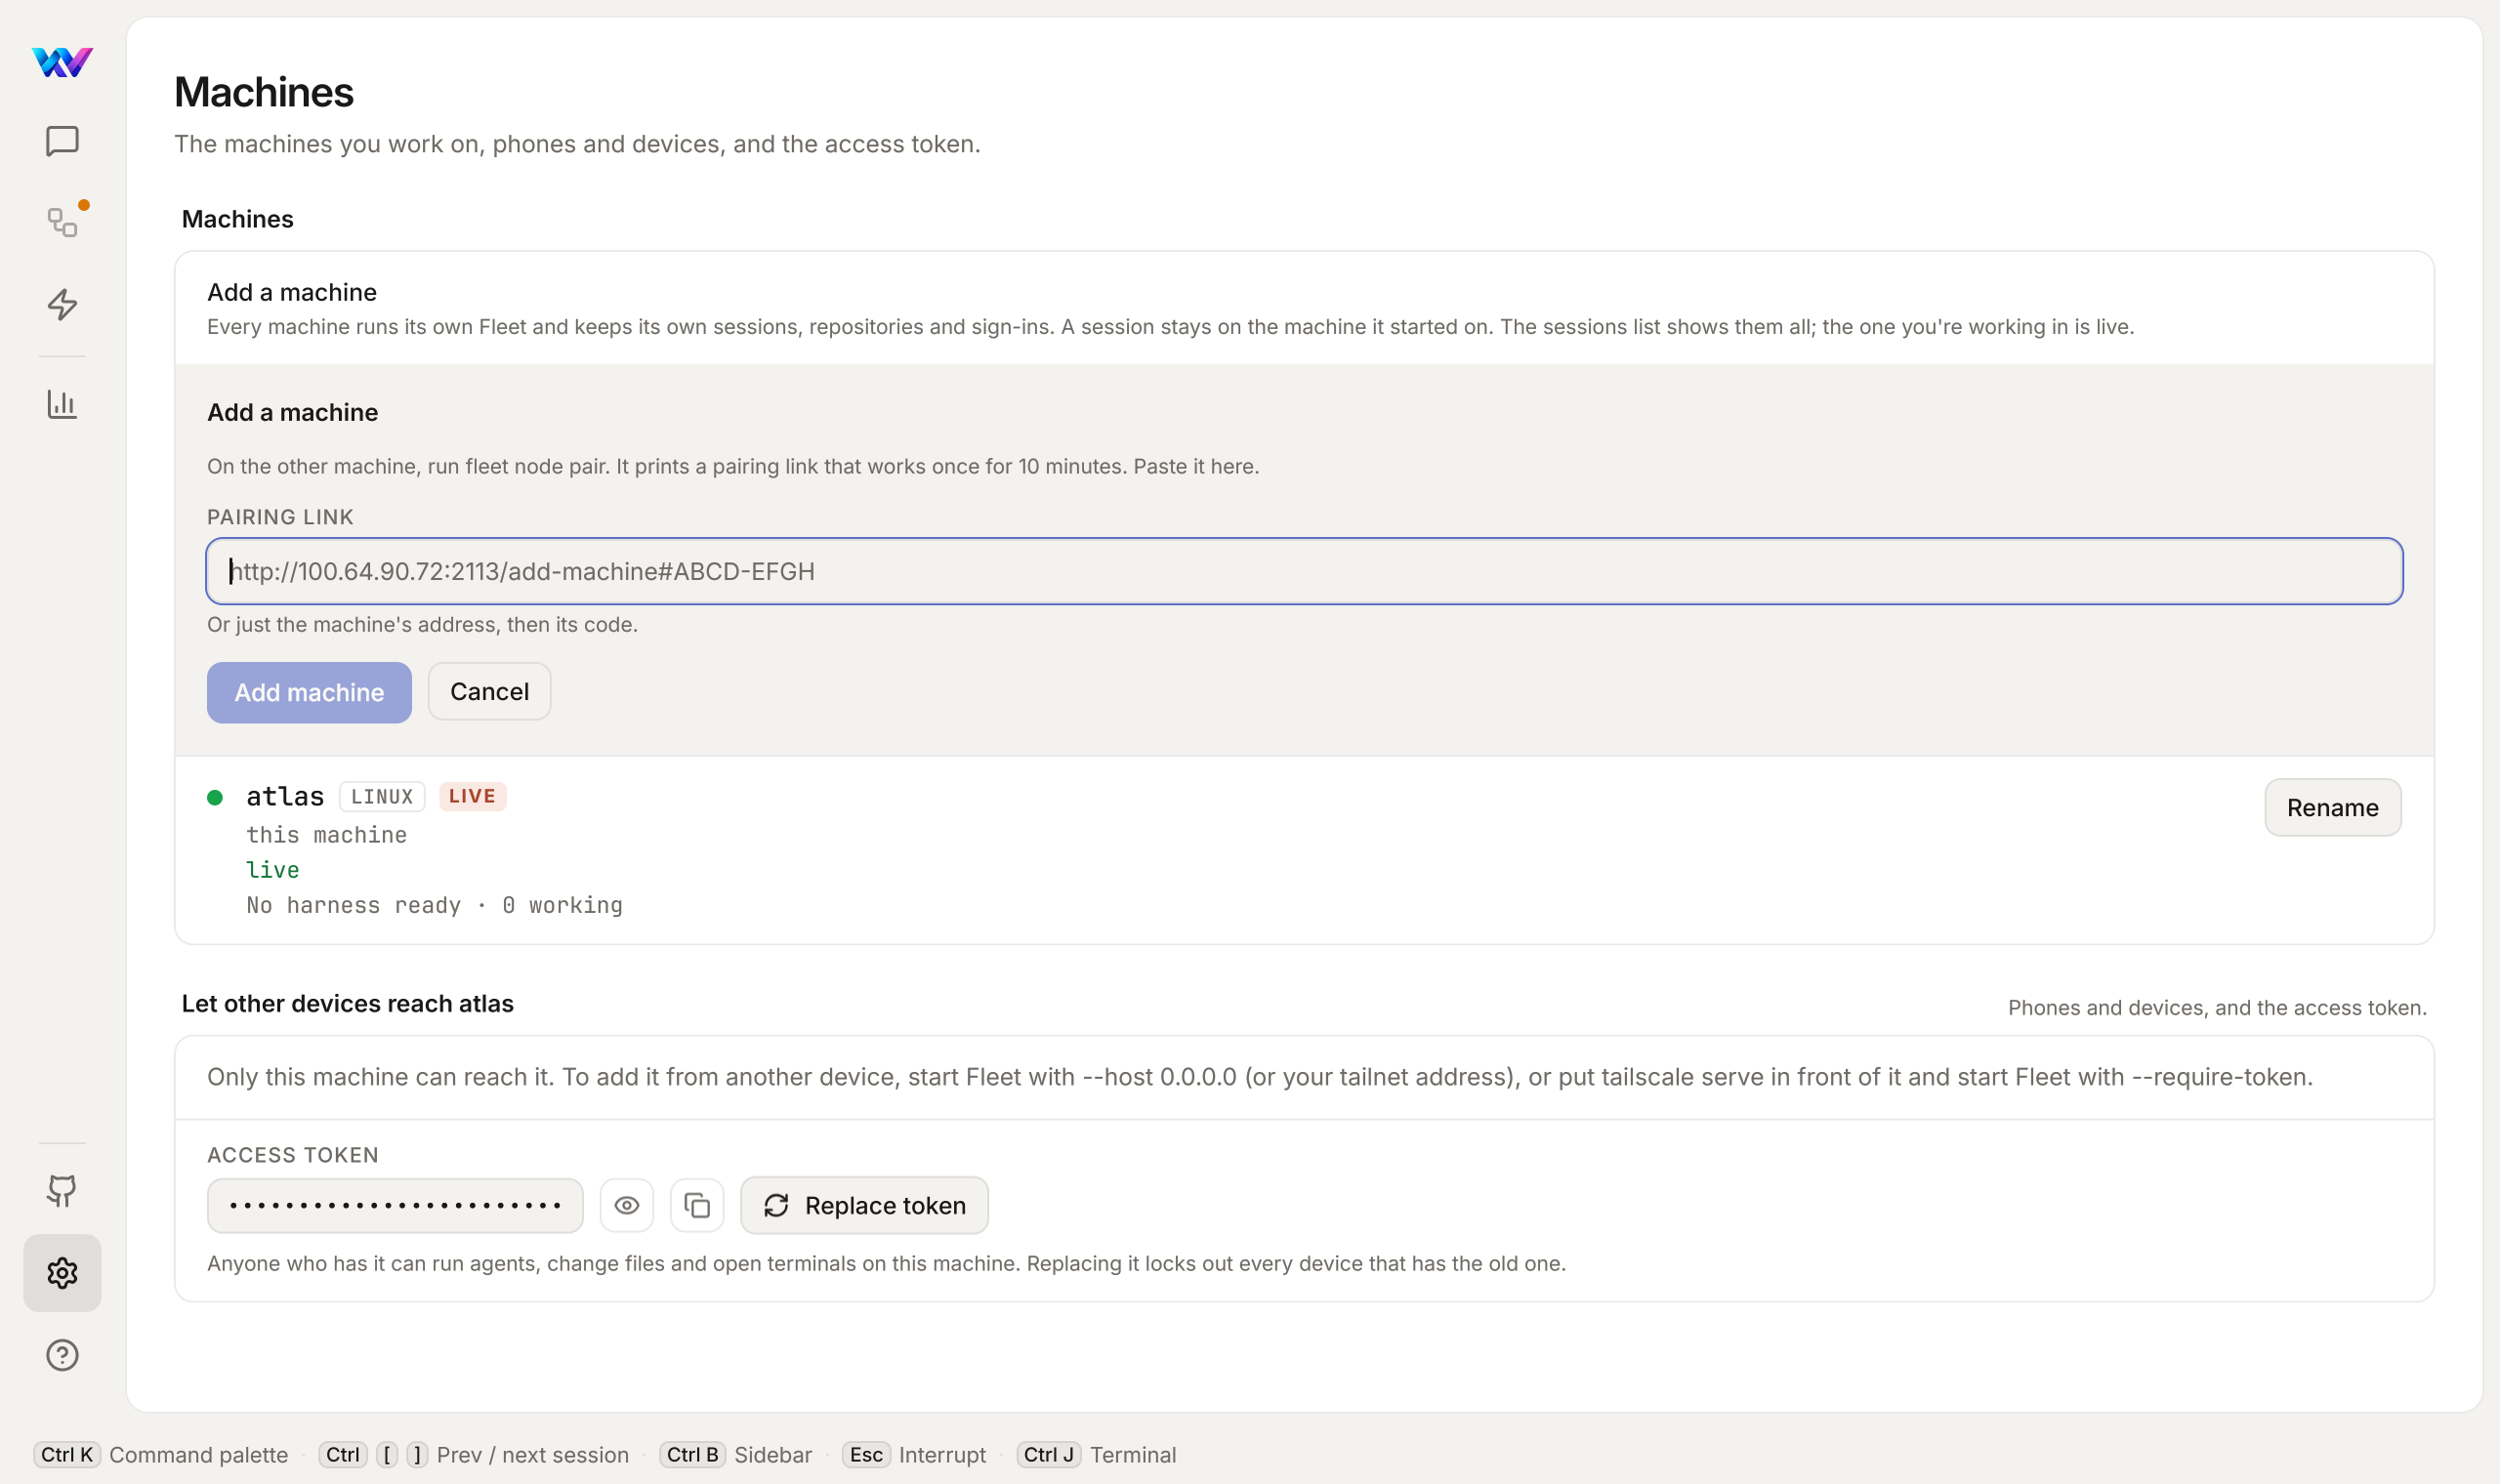 Machines
The machines you work on, phones and devices, and the access token.
Machines
Add a machine
Every machine runs its own Fleet and keeps its own sessions, repositories and sign-ins. A session stays on the machine it started on. The sessions list shows them all; the one you're working in is live.
Add a machine
On the other machine, run fleet node pair. It prints a pairing link that works once for 10 minutes. Paste it here.
PAIRING LINK
http://100.64.90.72:2113/add-machine#ABCD-EFGH
Or just the machine's address, then its code.
Add machine
Cancel
atlas LINUX LIVE
Rename
this machine
live
No harness ready · 0 working
Let other devices reach atlas
Phones and devices, and the access token.
Only this machine can reach it. To add it from another device, start Fleet with --host 0.0.0.0 (or your tailnet address), or put tailscale serve in front of it and start Fleet with --require-token.
ACCESS TOKEN
••••••••••••••••••••••••
Replace token
Anyone who has it can run agents, change files and open terminals on this machine. Replacing it locks out every device that has the old one.
Ctrl K Command palette · Ctrl [ ] Prev / next session · Ctrl B Sidebar · Esc Interrupt · Ctrl J Terminal